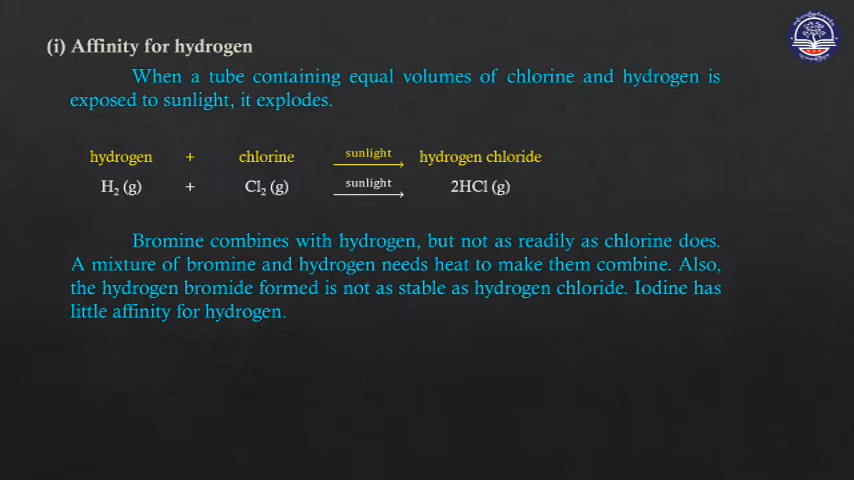 (i) Affinity for hydrogen
When a tube containing equal volumes of chlorine and hydrogen is
exposed to sunlight, it explodes.
hydrogen + chlorine sunlight hydrogen chloride
H₂ (g) + Cl₂ (g) sunlight 2HCl (g)
Bromine combines with hydrogen, but not as readily as chlorine does.
A mixture of bromine and hydrogen needs heat to make them combine. Also,
the hydrogen bromide formed is not as stable as hydrogen chloride. Iodine has
little affinity for hydrogen.